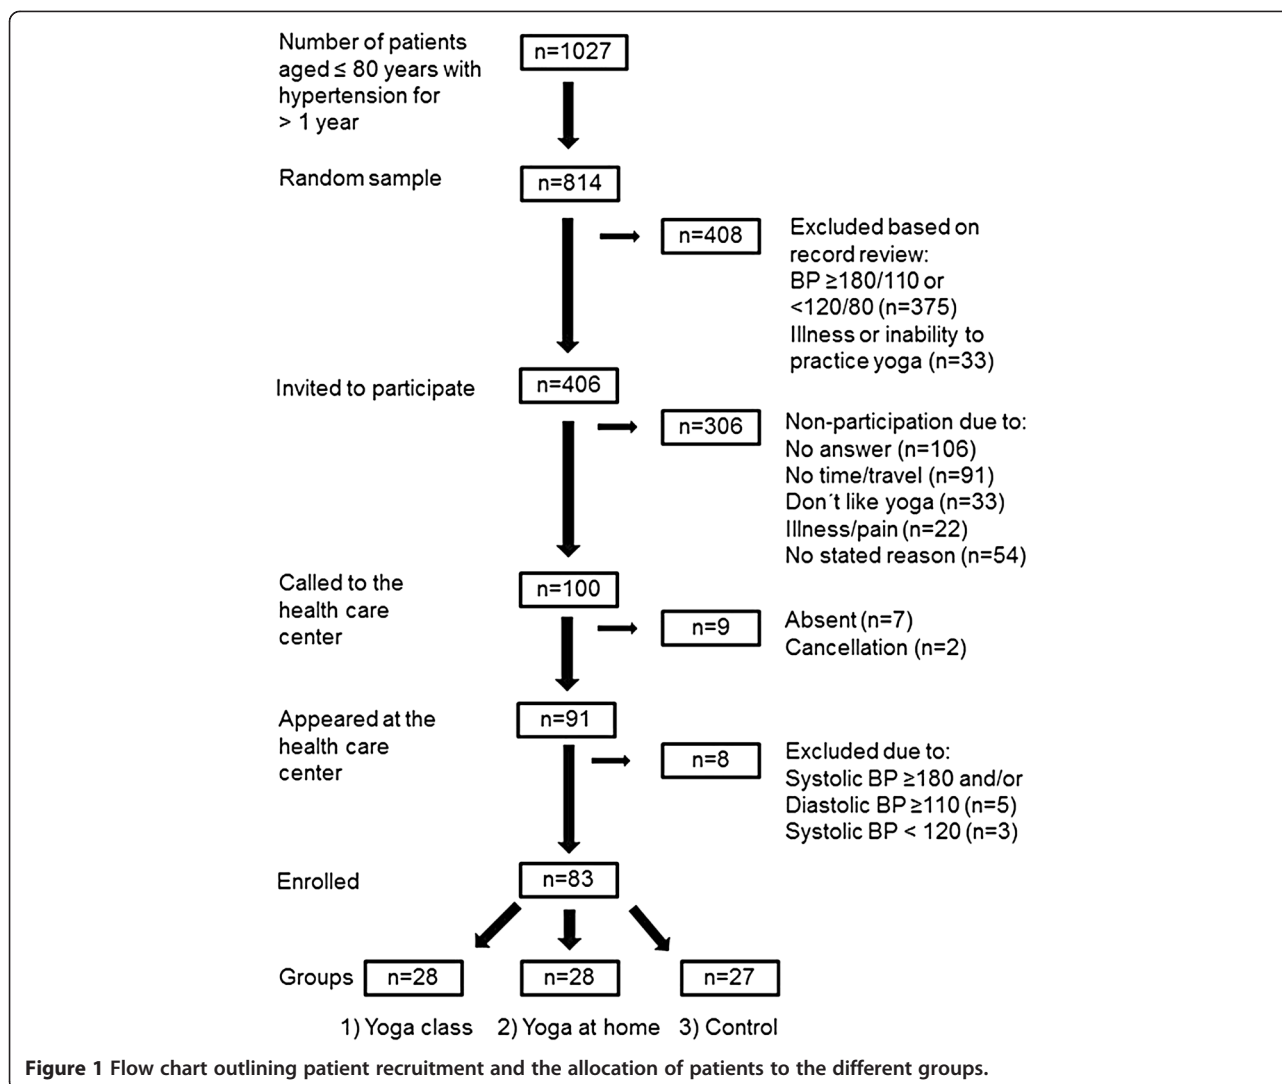 Number of patients
aged ≤ 80 years with
hypertension for
> 1 year
n=1027
Random sample
n=814
n=408
Excluded based on
record review:
BP ≥180/110 or
<120/80 (n=375)
Illness or inability to
practice yoga (n=33)
Invited to participate
n=406
n=306
Non-participation due to:
No answer (n=106)
No time/travel (n=91)
Don´t like yoga (n=33)
Illness/pain (n=22)
No stated reason (n=54)
Called to the
health care
center
n=100
n=9
Absent (n=7)
Cancellation (n=2)
Appeared at the
health care
center
n=91
n=8
Excluded due to:
Systolic BP ≥180 and/or
Diastolic BP ≥110 (n=5)
Systolic BP < 120 (n=3)
Enrolled
n=83
Groups
n=28
n=28
n=27
1) Yoga class
2) Yoga at home
3) Control
Figure 1 Flow chart outlining patient recruitment and the allocation of patients to the different groups.